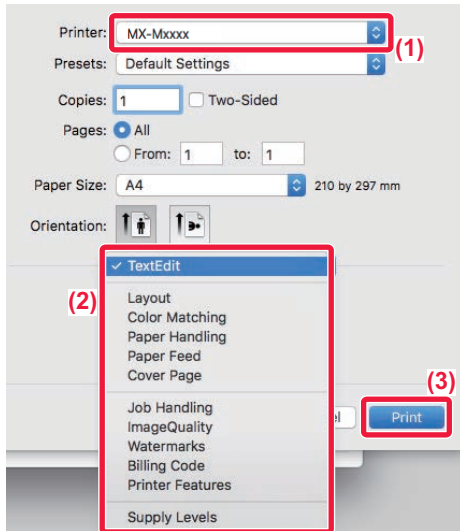 Printer: MX-Mxxxx
(1)
Presets: Default Settings
Copies: 1 Two-Sided
Pages: All
From: 1 to: 1
Paper Size: A4 210 by 297 mm
Orientation:
(2)
✓ TextEdit
Layout
Color Matching
Paper Handling
Paper Feed
Cover Page
Job Handling
ImageQuality
Watermarks
Billing Code
Printer Features
Supply Levels
(3)
Print